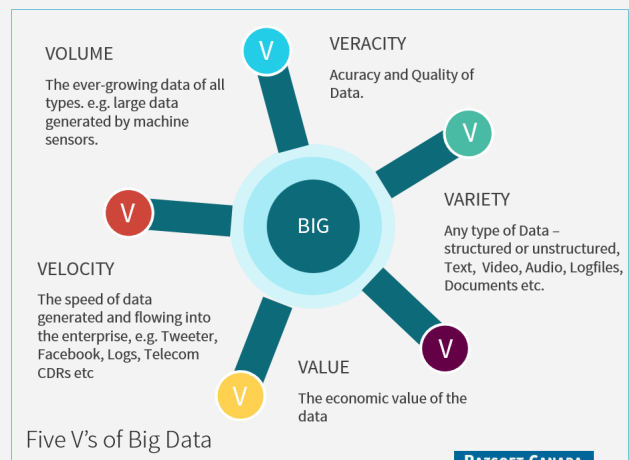 VOLUME
The ever-growing data of all
types. e.g. large data
generated by machine
sensors.
V
VERACITY
Acuracy and Quality of
Data.
V
VARIETY
Any type of Data –
structured or unstructured,
Text, Video, Audio, Logfiles,
Documents etc.
V
BIG
V
VELOCITY
The speed of data
generated and flowing into
the enterprise, e.g. Tweeter,
Facebook, Logs, Telecom
CDRs etc
V
VALUE
The economic value of the
data
Five V's of Big Data
RAZSOFT CANADA